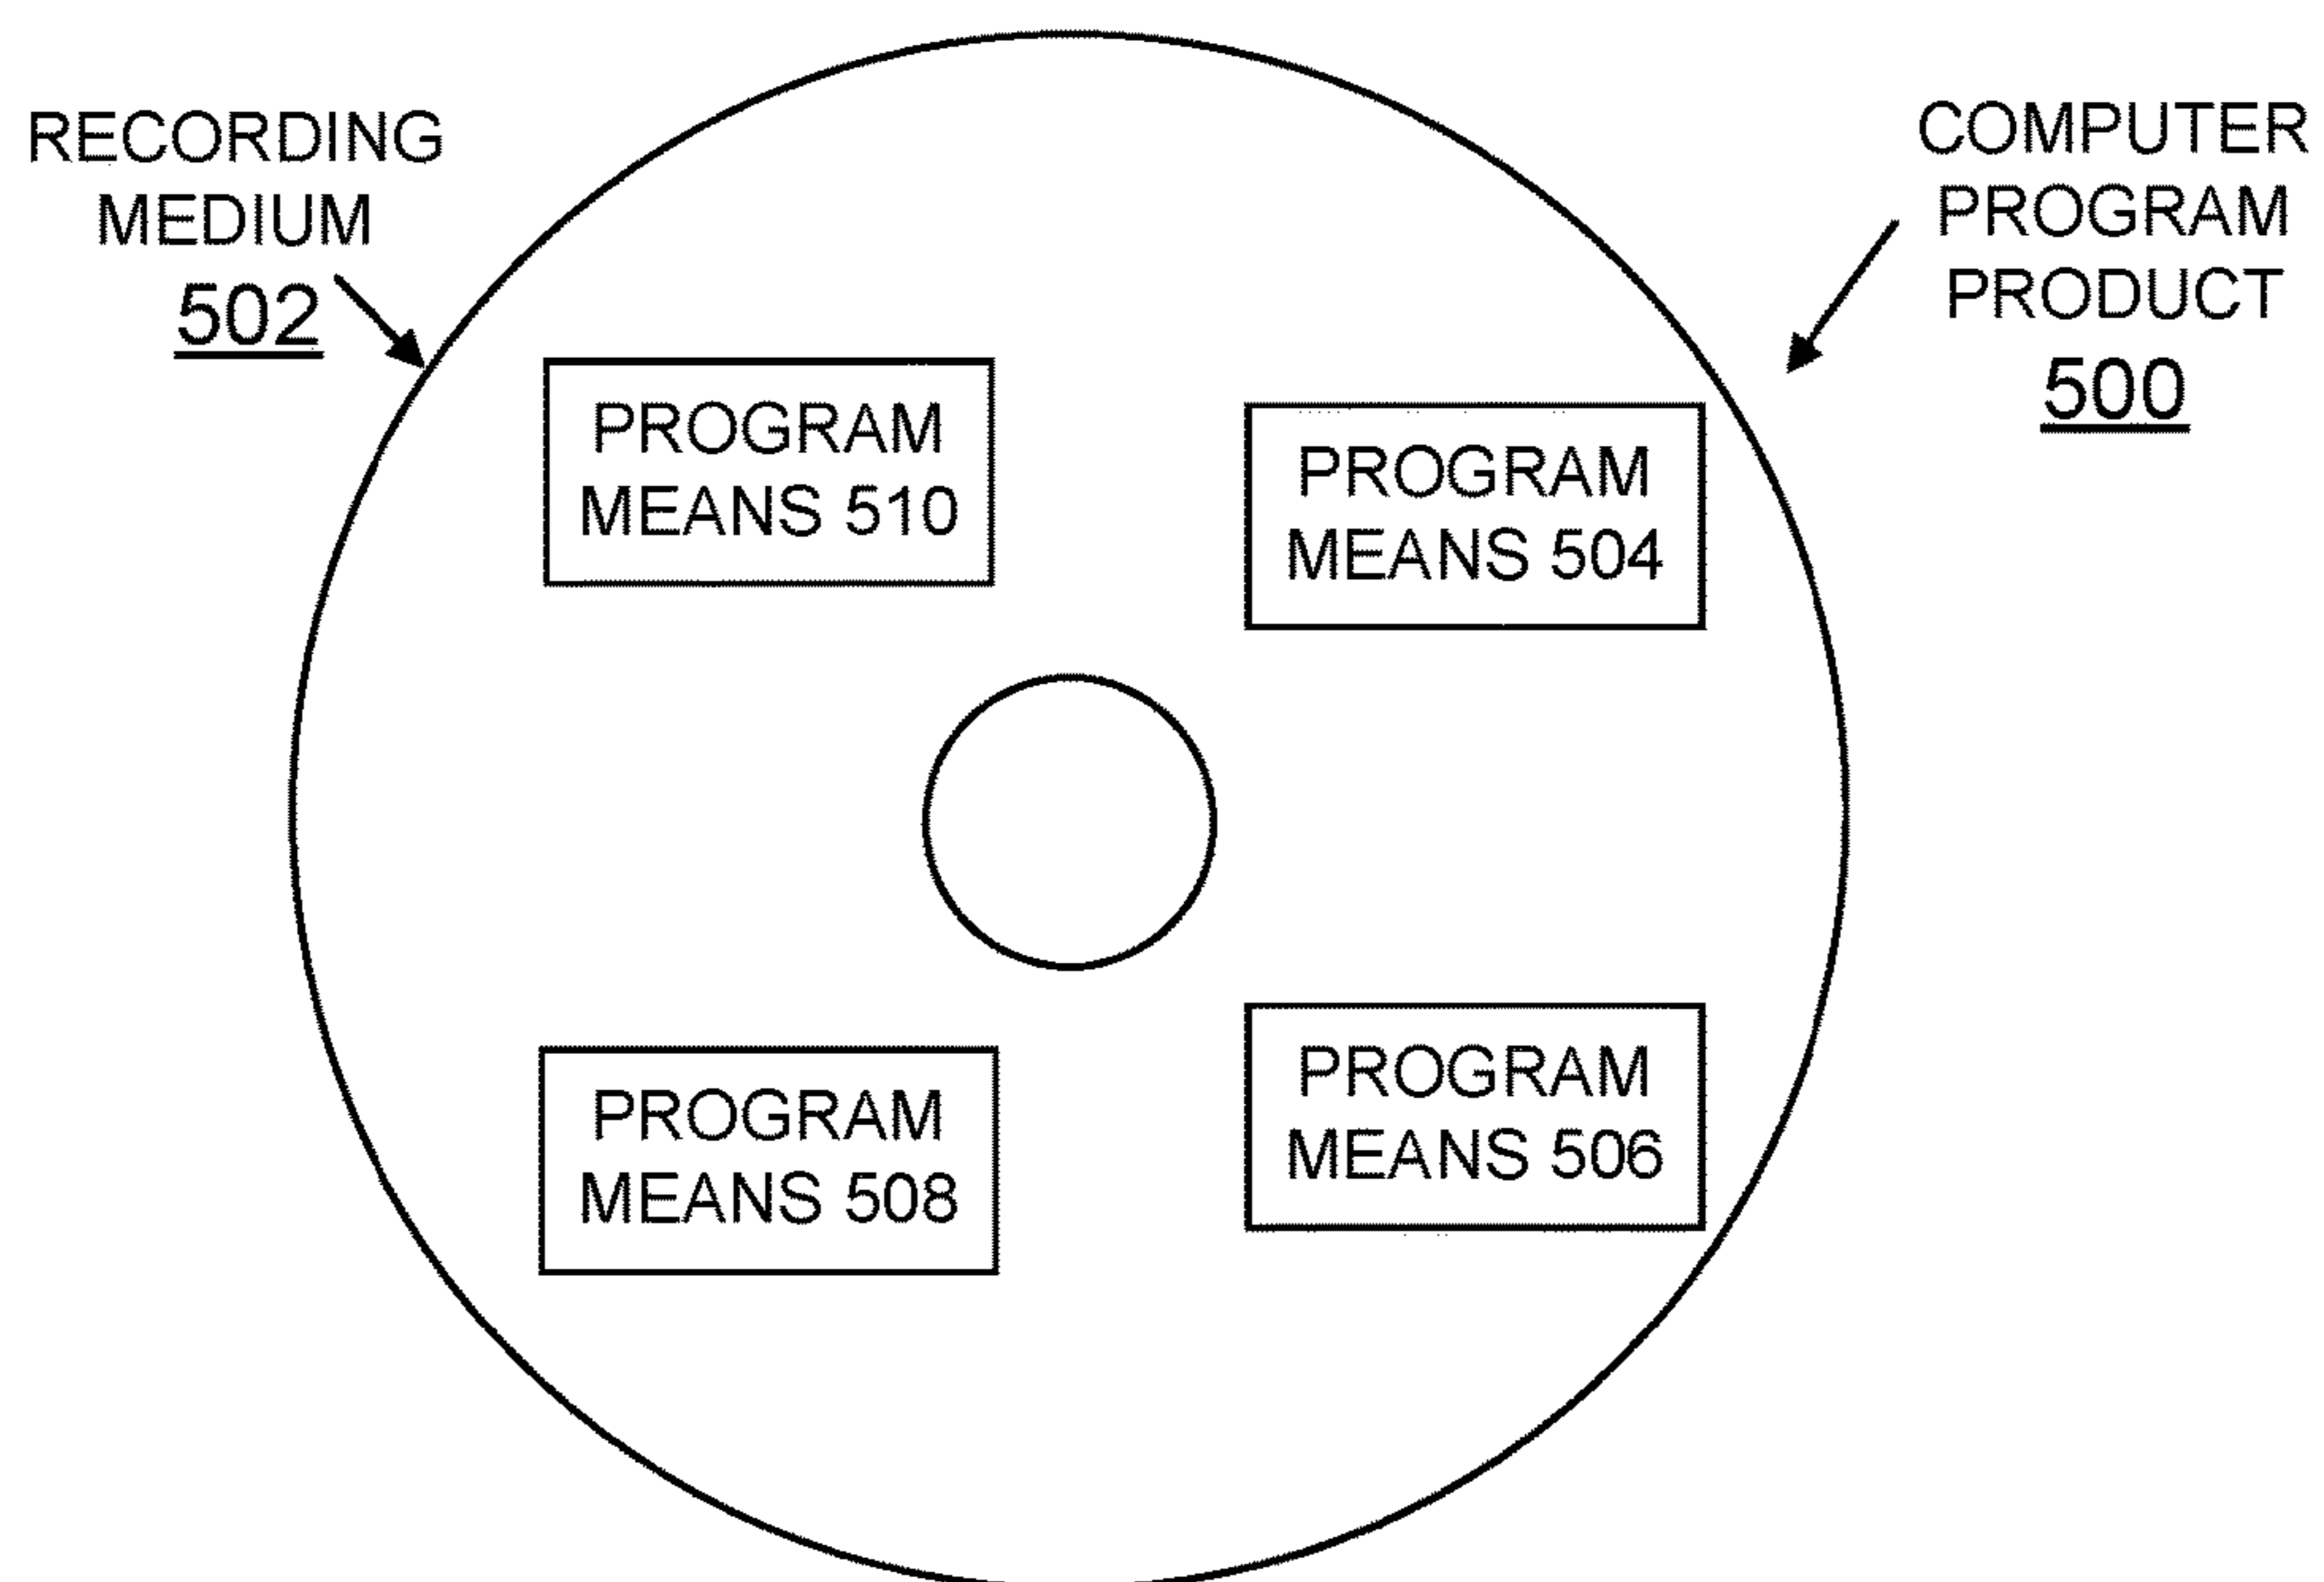 RECORDING
MEDIUM
502
COMPUTER
PROGRAM
PRODUCT
500
PROGRAM
MEANS 510
PROGRAM
MEANS 504
PROGRAM
MEANS 508
PROGRAM
MEANS 506